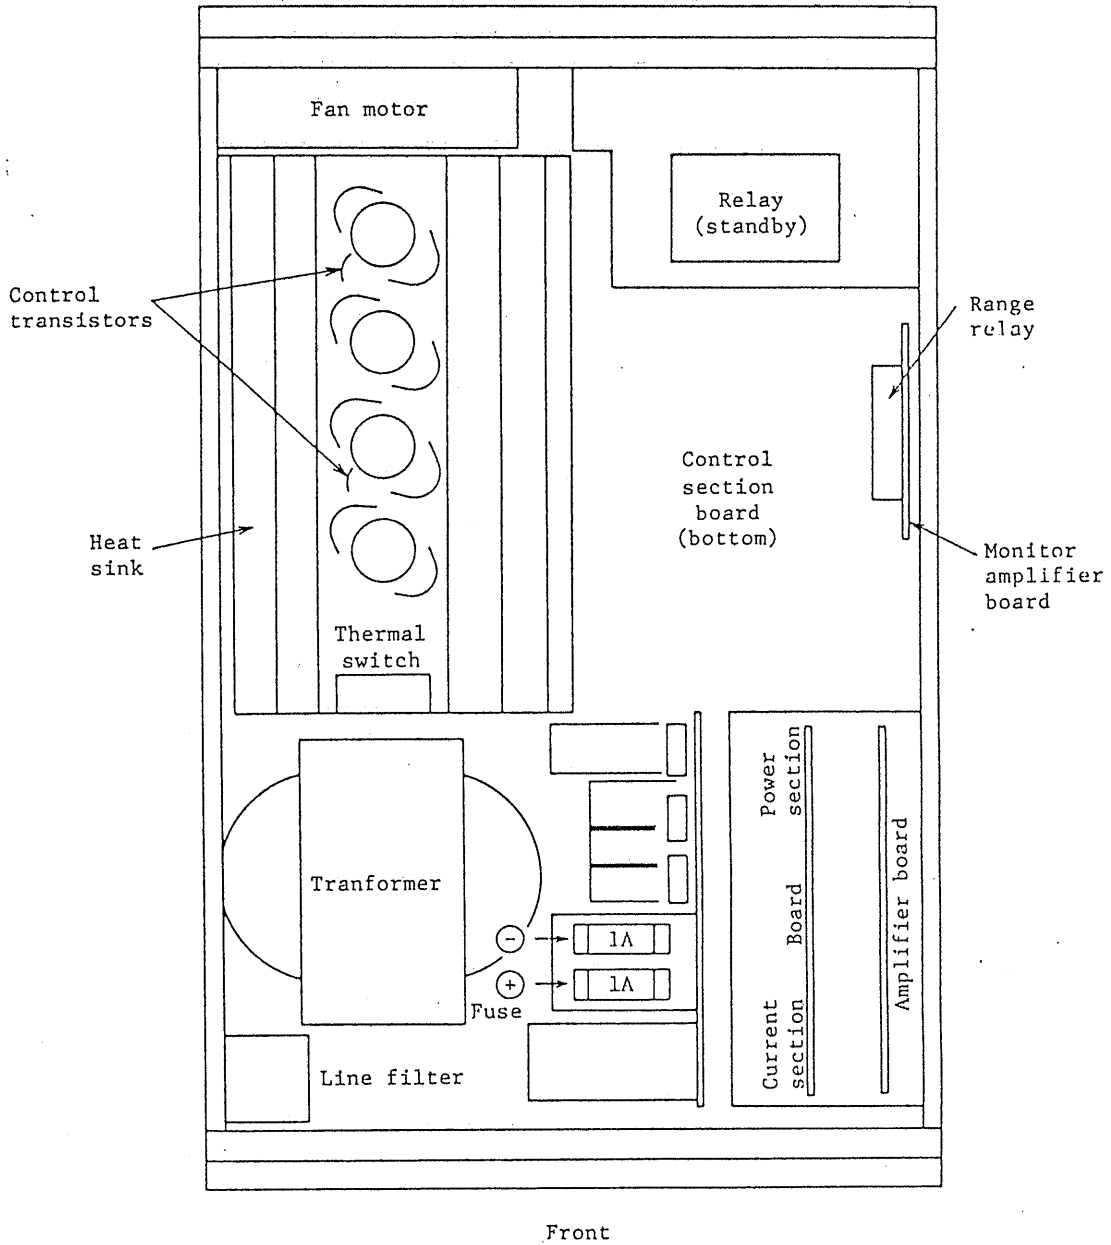 Fan motor
Relay
(standby)
Control
transistors
Range
relay
Control
section
board
(bottom)
Heat
sink
Monitor
amplifier
board
Thermal
switch
Power
section
Board
Current
section
Amplifier board
Tranformer
-
1A
+
1A
Fuse
Line filter
Front